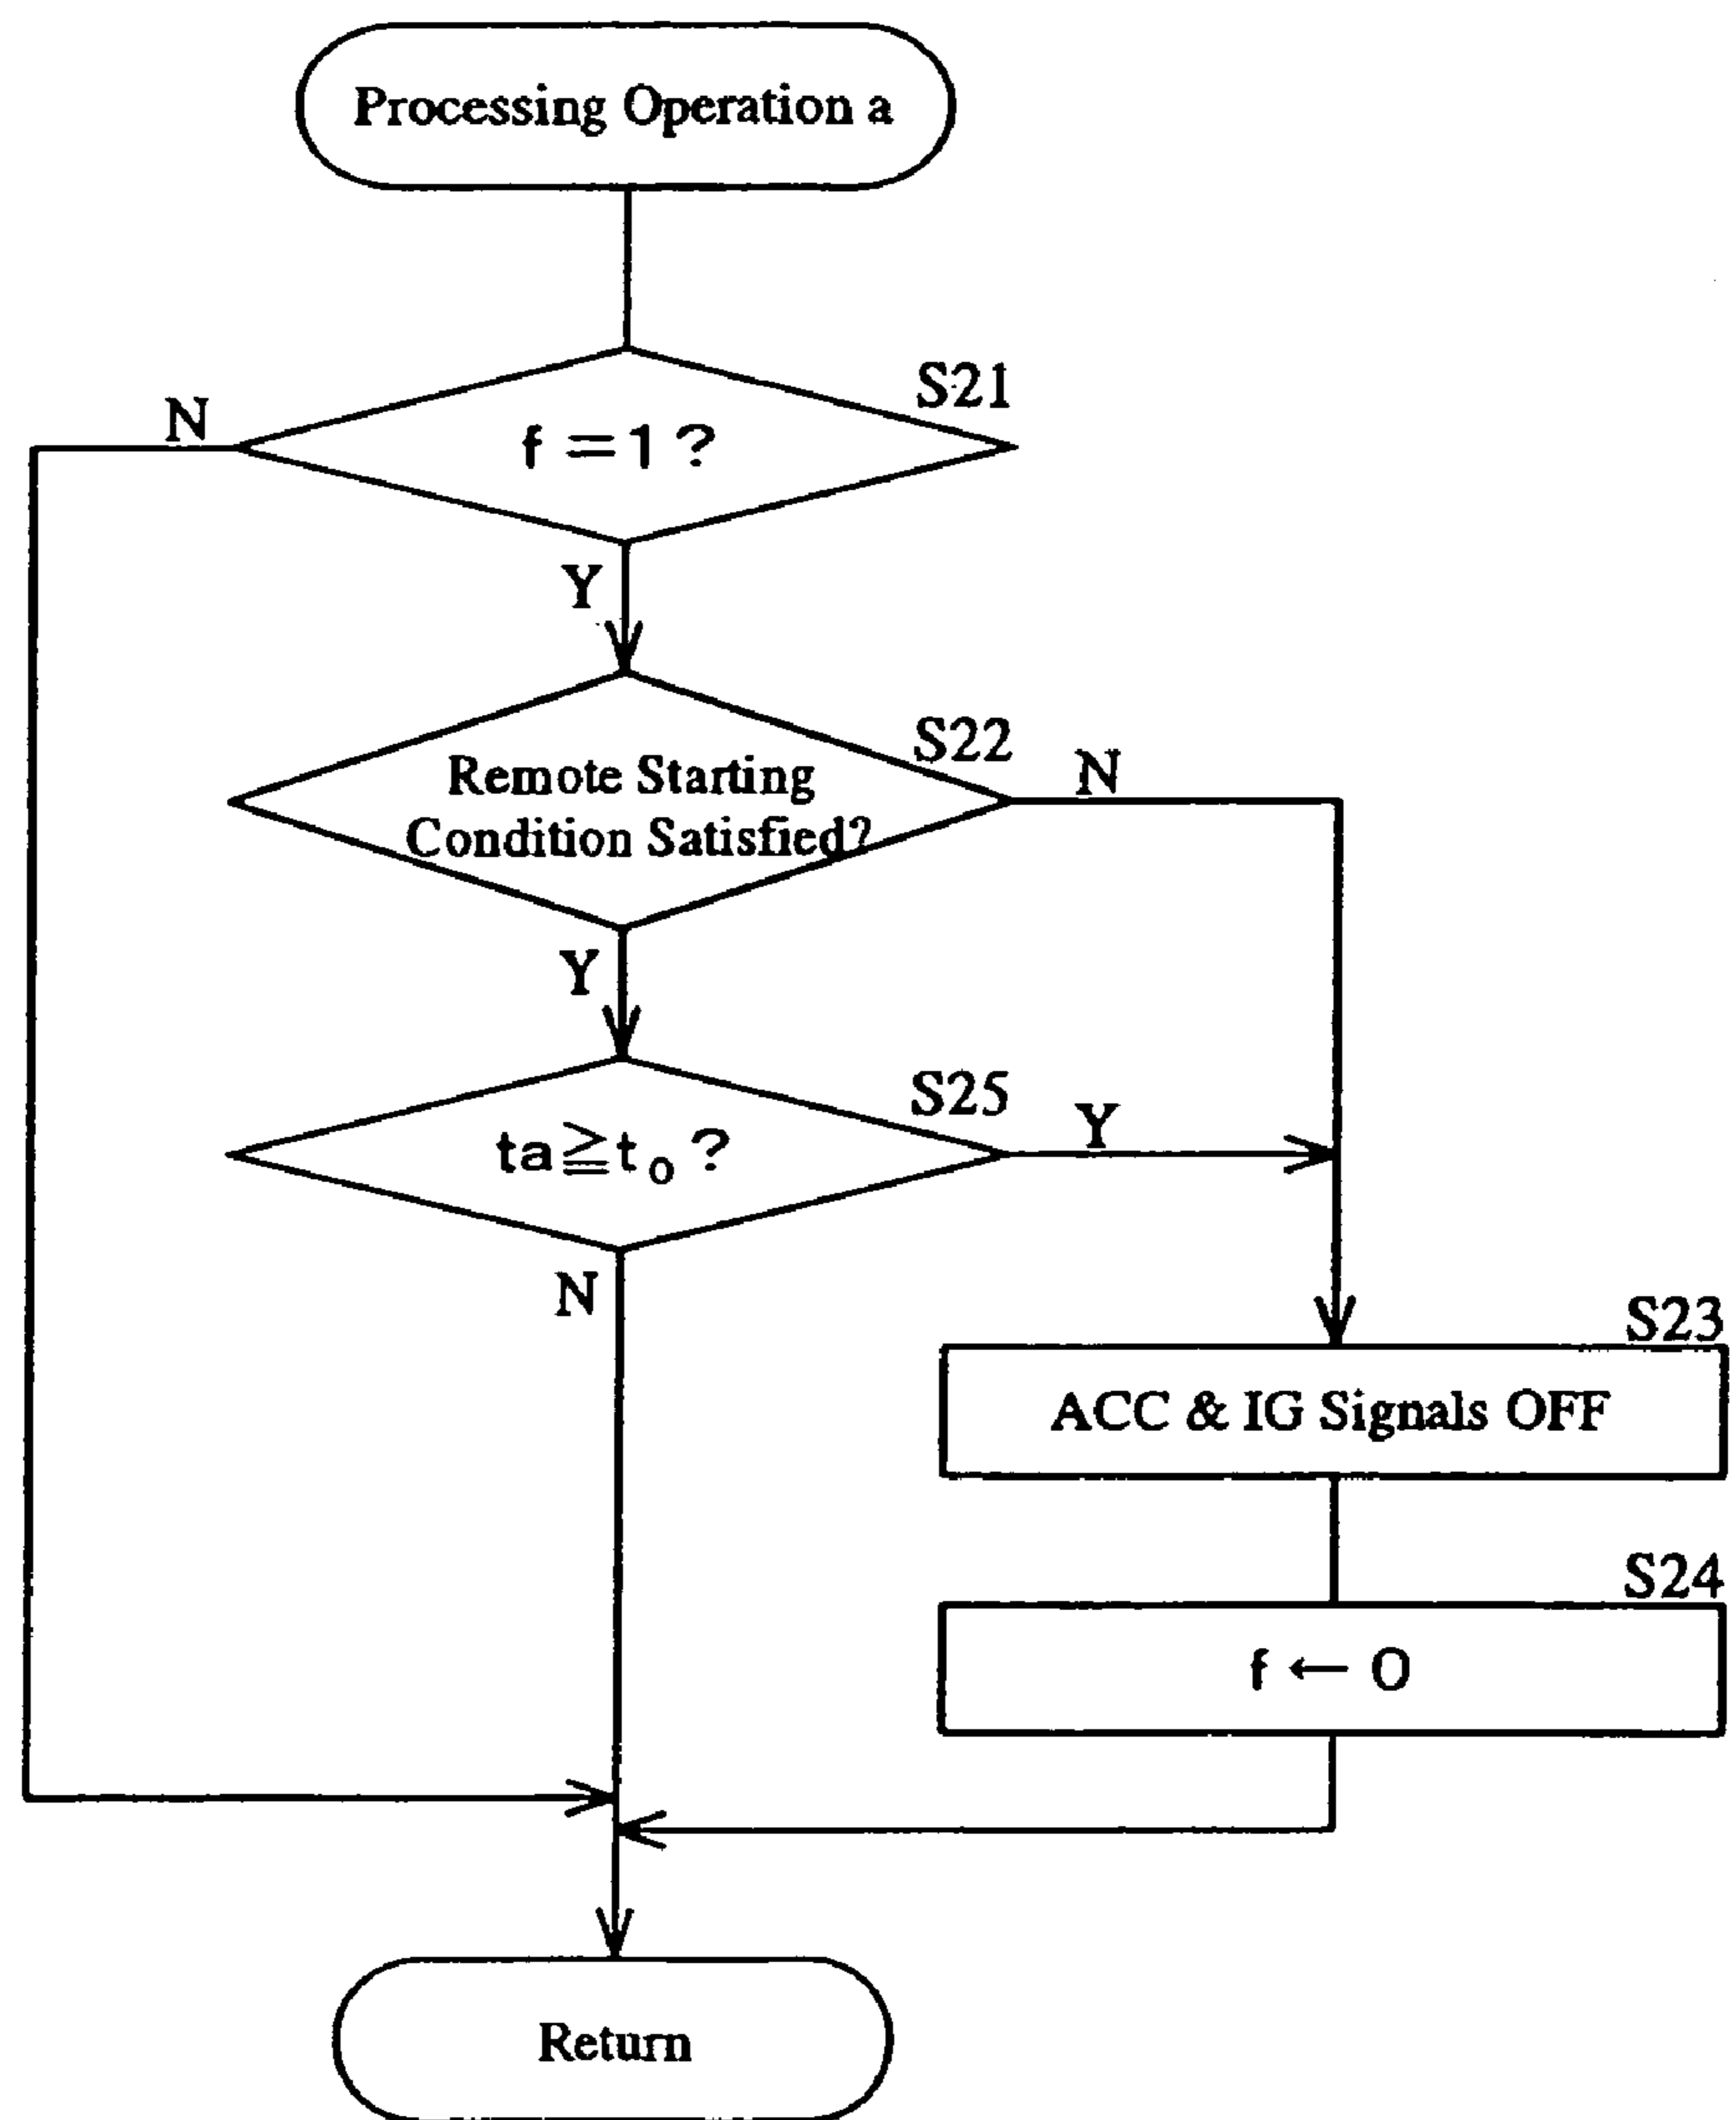 Processing Operation a
S21
N
f=1?
Y
S22
N
Remote Starting
Condition Satisfied?
Y
S25
Y
ta≧t₀?
N
S23
ACC & IG Signals OFF
S24
f ← 0
Return